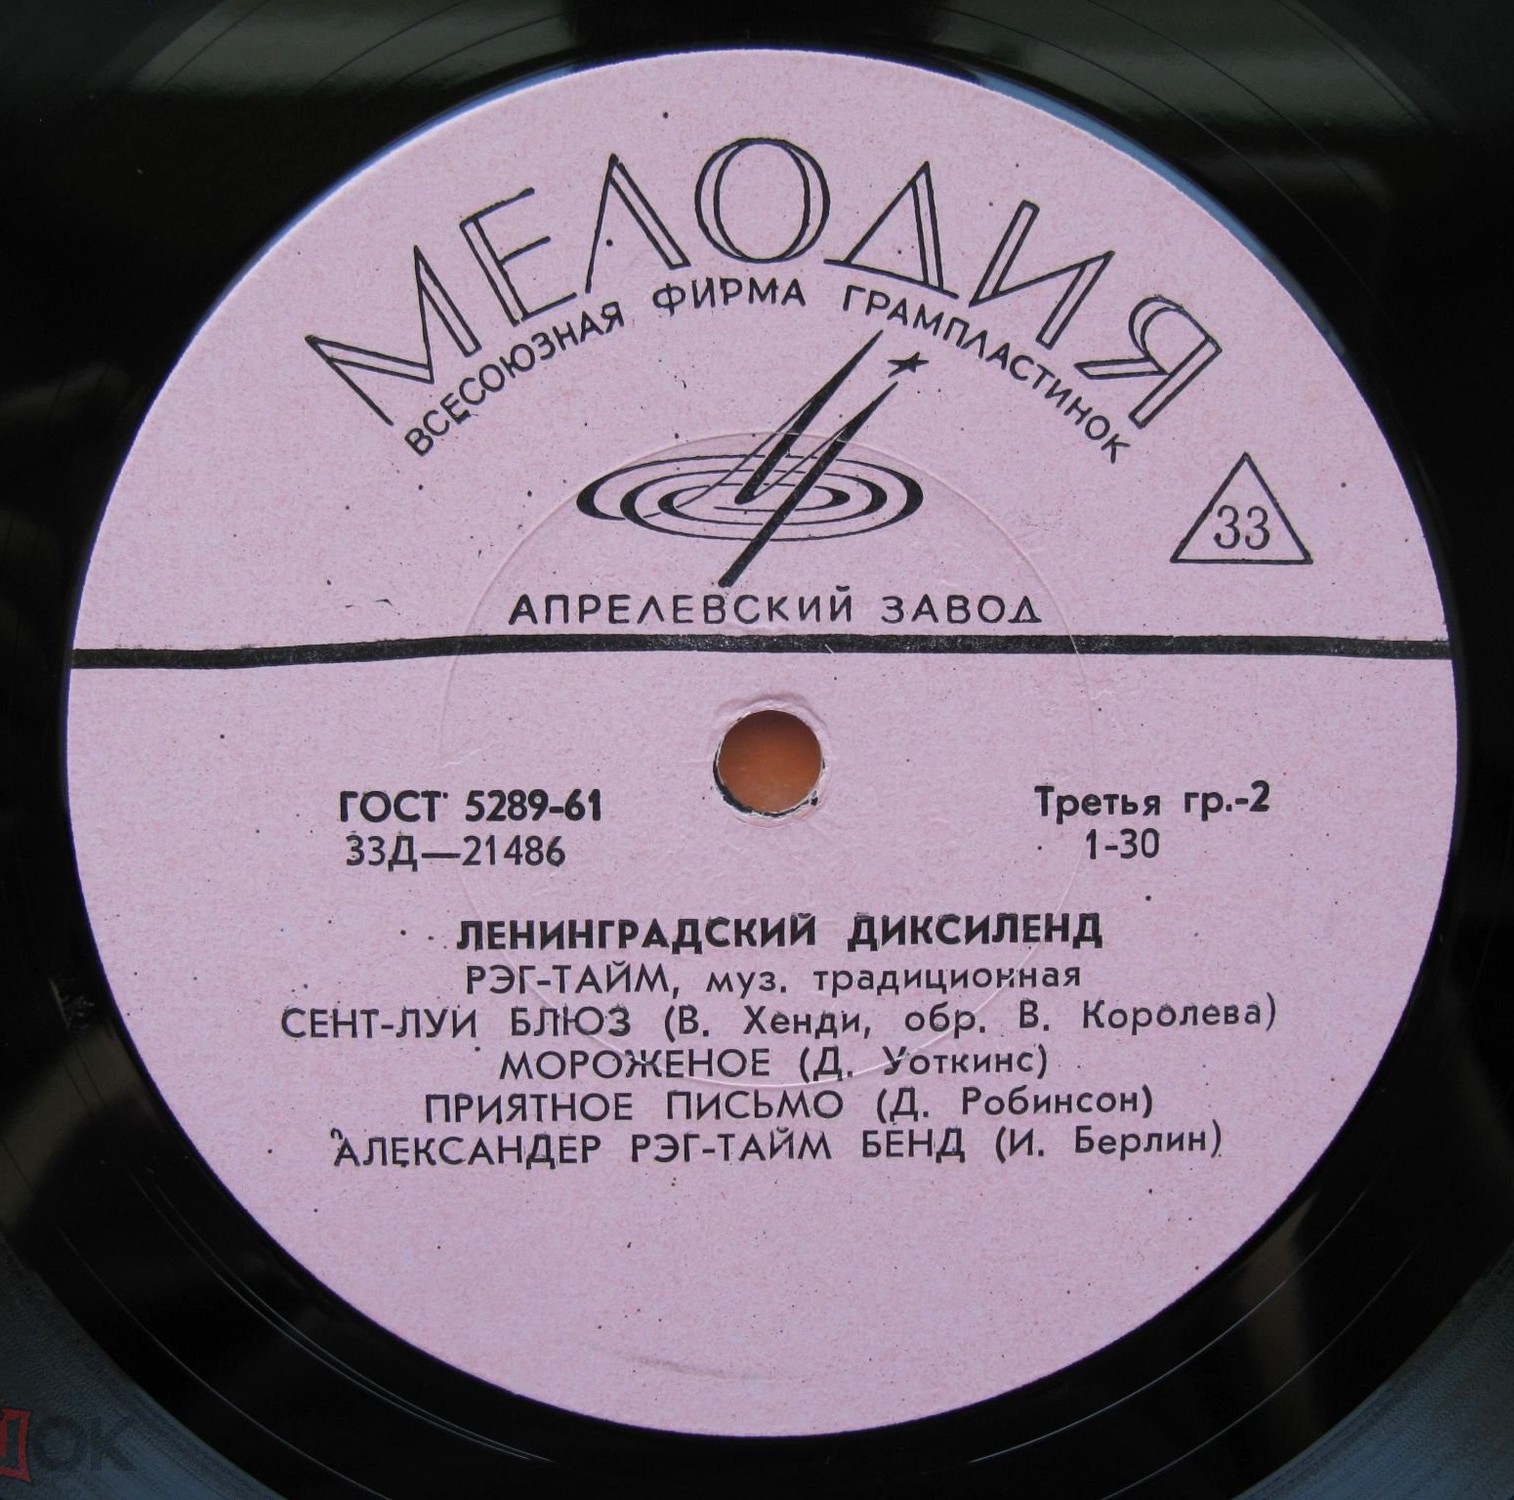 МЕЛОДИЯ
ВСЕСОЮЗНАЯ ФИРМА ГРАМПЛАСТИНОК
33
АПРЕЛЕВСКИЙ ЗАВОД
ГОСТ 5289-61
Третья гр.-2
33Д—21486
1-30
ЛЕНИНГРАДСКИЙ ДИКСИЛЕНД
РЭГ-ТАЙМ, муз. традиционная
СЕНТ-ЛУИ БЛЮЗ (В. Хенди, обр. В. Королева)
МОРОЖЕНОЕ (Д. Уоткинс)
ПРИЯТНОЕ ПИСЬМО (Д. Робинсон)
АЛЕКСАНДЕР РЭГ-ТАЙМ БЕНД (И. Берлин)